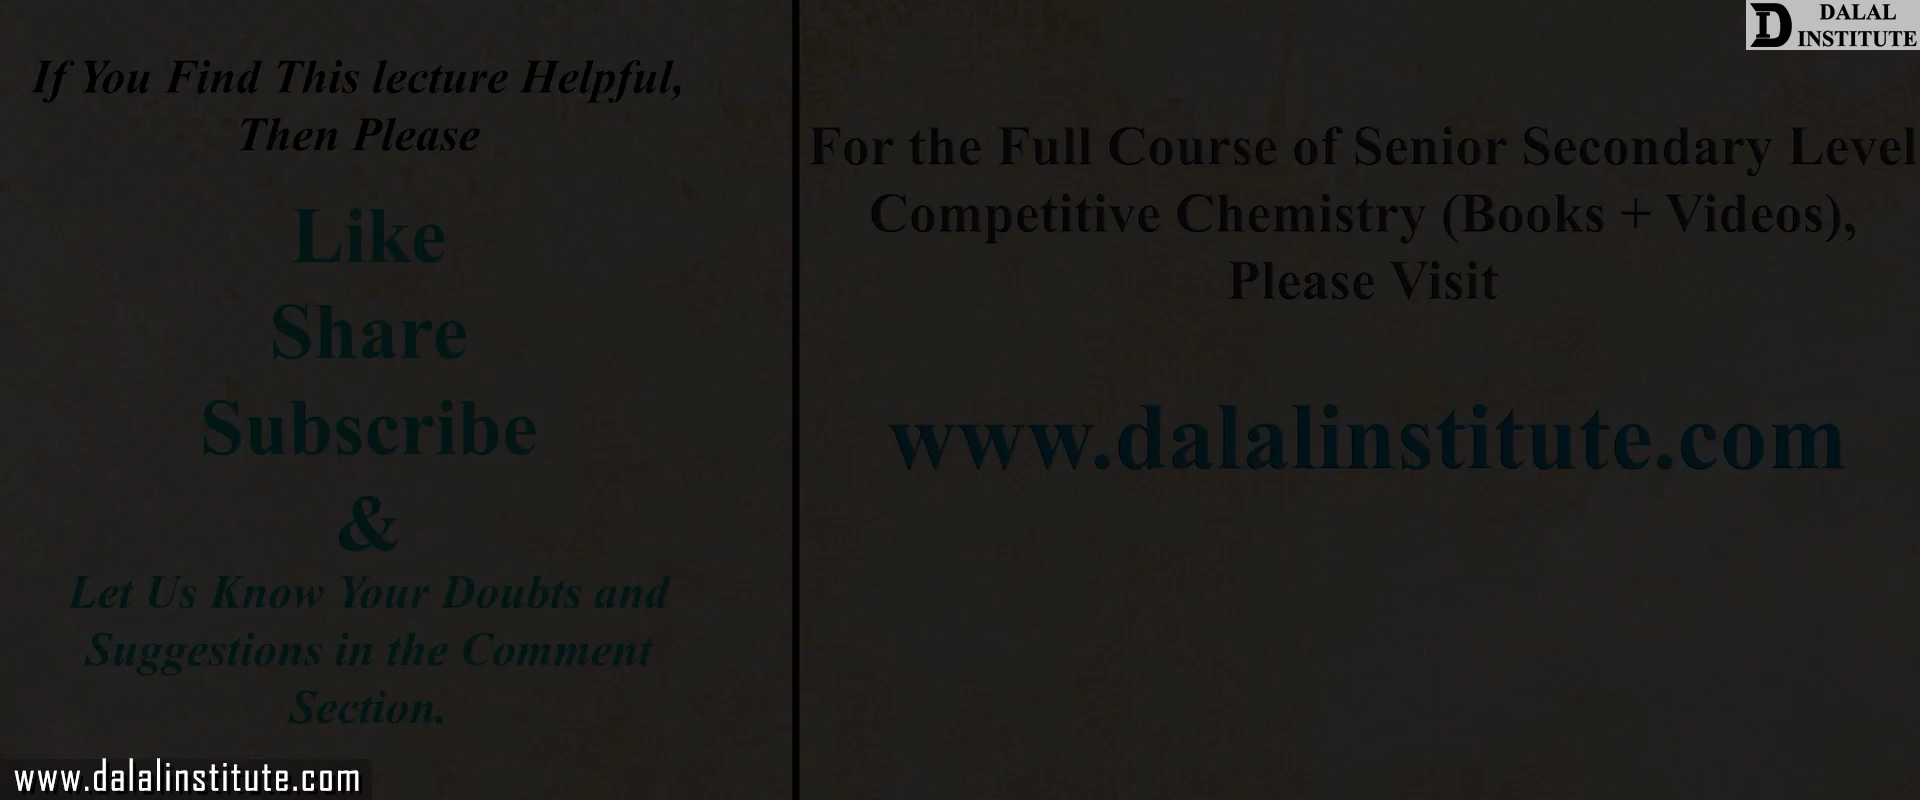 DALAL
INSTITUTE
If You Find This lecture Helpful,
Then Please
Like
Share
Subscribe
&
Let Us Know Your Doubts and
Suggestions in the Comment
Section.
For the Full Course of Senior Secondary Level
Competitive Chemistry (Books + Videos),
Please Visit
www.dalalinstitute.com
www.dalalinstitute.com